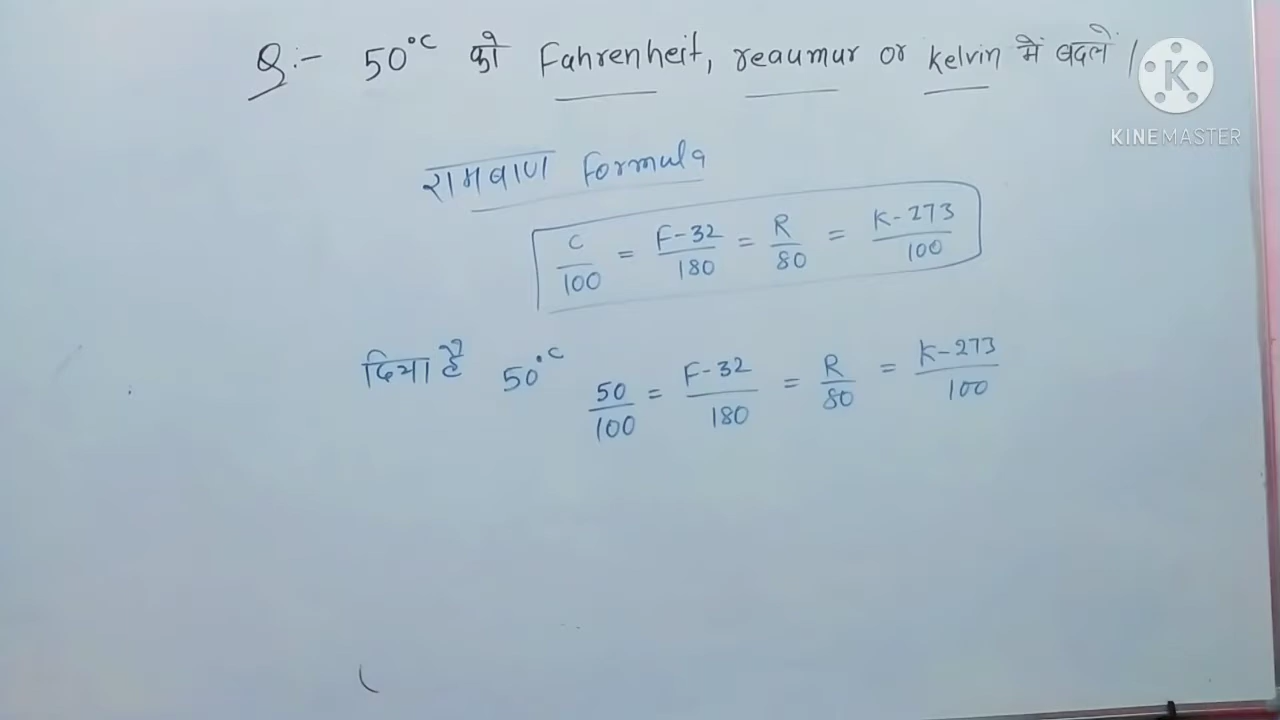 Q:- 50°C को Fahrenheit, reaumur or Kelvin में बदलें ।
K
KINEMASTER
रामबाण Formula
C/100 = F-32/180 = R/80 = K-273/100
दिया है 50°C 50/100 = F-32/180 = R/80 = K-273/100